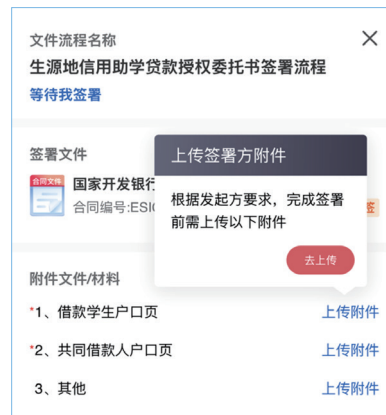 文件流程名称
生源地信用助学贷款授权委托书签署流程
等待我签署
签署文件
上传签署方附件
合同文件
国家开发银行
合同编号:ESIC
根据发起方要求，完成签署
前需上传以下附件
签
去上传
附件文件/材料
*1、借款学生户口页
上传附件
*2、共同借款人户口页
上传附件
3、其他
上传附件